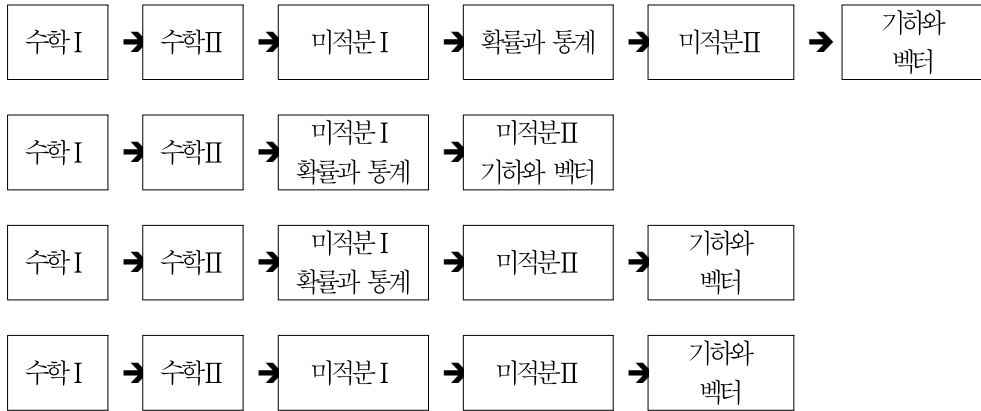 수학Ⅰ ➔ 수학Ⅱ ➔ 미적분Ⅰ ➔ 확률과 통계 ➔ 미적분Ⅱ ➔ 기하와
벡터
수학Ⅰ ➔ 수학Ⅱ ➔ 미적분Ⅰ
확률과 통계 ➔ 미적분Ⅱ
기하와 벡터
수학Ⅰ ➔ 수학Ⅱ ➔ 미적분Ⅰ
확률과 통계 ➔ 미적분Ⅱ ➔ 기하와
벡터
수학Ⅰ ➔ 수학Ⅱ ➔ 미적분Ⅰ ➔ 미적분Ⅱ ➔ 기하와
벡터